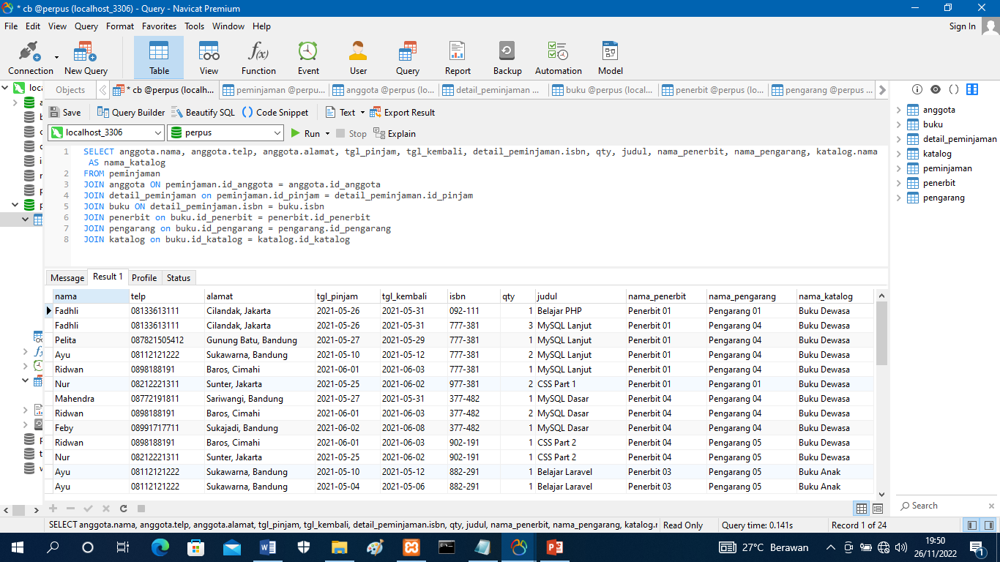 * cb @perpus (localhost_3306) - Query - Navicat Premium
File Edit View Query Format Favorites Tools Window Help Sign In
Connection New Query Table View Function Event User Query Report Backup Automation Model
Objects * cb @perpus (localh... peminjaman @perpu... anggota @perpus (lo... detail_peminjaman ... buku @perpus (local... penerbit @perpus (lo... pengarang @perpus ...
Save Query Builder Beautify SQL Code Snippet Text Export Result
localhost_3306 perpus Run Stop Explain
1 SELECT anggota.nama, anggota.telp, anggota.alamat, tgl_pinjam, tgl_kembali, detail_peminjaman.isbn, qty, judul, nama_penerbit, nama_pengarang, katalog.nama
AS nama_katalog
2 FROM peminjaman
3 JOIN anggota ON peminjaman.id_anggota = anggota.id_anggota
4 JOIN detail_peminjaman on peminjaman.id_pinjam = detail_peminjaman.id_pinjam
5 JOIN buku ON detail_peminjaman.isbn = buku.isbn
6 JOIN penerbit on buku.id_penerbit = penerbit.id_penerbit
7 JOIN pengarang on buku.id_pengarang = pengarang.id_pengarang
8 JOIN katalog on buku.id_katalog = katalog.id_katalog
anggota
buku
detail_peminjaman
katalog
peminjaman
penerbit
pengarang
Message Result 1 Profile Status
nama telp alamat tgl_pinjam tgl_kembali isbn qty judul nama_penerbit nama_pengarang nama_katalog
Fadhli 08133613111 Cilandak, Jakarta 2021-05-26 2021-05-31 092-111 1 Belajar PHP Penerbit 01 Pengarang 01 Buku Dewasa
Fadhli 08133613111 Cilandak, Jakarta 2021-05-26 2021-05-31 777-381 3 MySQL Lanjut Penerbit 01 Pengarang 04 Buku Dewasa
Pelita 087821505412 Gunung Batu, Bandung 2021-05-27 2021-05-29 777-381 1 MySQL Lanjut Penerbit 01 Pengarang 04 Buku Dewasa
Ayu 08112121222 Sukawarna, Bandung 2021-05-10 2021-05-12 777-381 2 MySQL Lanjut Penerbit 01 Pengarang 04 Buku Dewasa
Ridwan 0898188191 Baros, Cimahi 2021-06-01 2021-06-03 777-381 1 MySQL Lanjut Penerbit 01 Pengarang 04 Buku Dewasa
Nur 08212221311 Sunter, Jakarta 2021-05-25 2021-06-02 977-381 2 CSS Part 1 Penerbit 01 Pengarang 01 Buku Dewasa
Mahendra 08772191811 Sariwangi, Bandung 2021-05-27 2021-05-31 377-482 1 MySQL Dasar Penerbit 04 Pengarang 04 Buku Dewasa
Ridwan 0898188191 Baros, Cimahi 2021-06-01 2021-06-03 377-482 2 MySQL Dasar Penerbit 04 Pengarang 04 Buku Dewasa
Feby 08991717711 Sukajadi, Bandung 2021-06-02 2021-06-08 377-482 1 MySQL Dasar Penerbit 04 Pengarang 04 Buku Dewasa
Ridwan 0898188191 Baros, Cimahi 2021-06-01 2021-06-03 902-191 1 CSS Part 2 Penerbit 04 Pengarang 05 Buku Dewasa
Nur 08212221311 Sunter, Jakarta 2021-05-25 2021-06-02 902-191 1 CSS Part 2 Penerbit 04 Pengarang 05 Buku Dewasa
Ayu 08112121222 Sukawarna, Bandung 2021-05-10 2021-05-12 882-291 1 Belajar Laravel Penerbit 03 Pengarang 05 Buku Anak
Ayu 08112121222 Sukawarna, Bandung 2021-05-04 2021-05-06 882-291 1 Belajar Laravel Penerbit 03 Pengarang 05 Buku Anak
Search
SELECT anggota.nama, anggota.telp, anggota.alamat, tgl_pinjam, tgl_kembali, detail_peminjaman.isbn, qty, judul, nama_penerbit, nama_pengarang, katalog.n Read Only Query time: 0.141s Record 1 of 24
27°C Berawan 19:50
26/11/2022